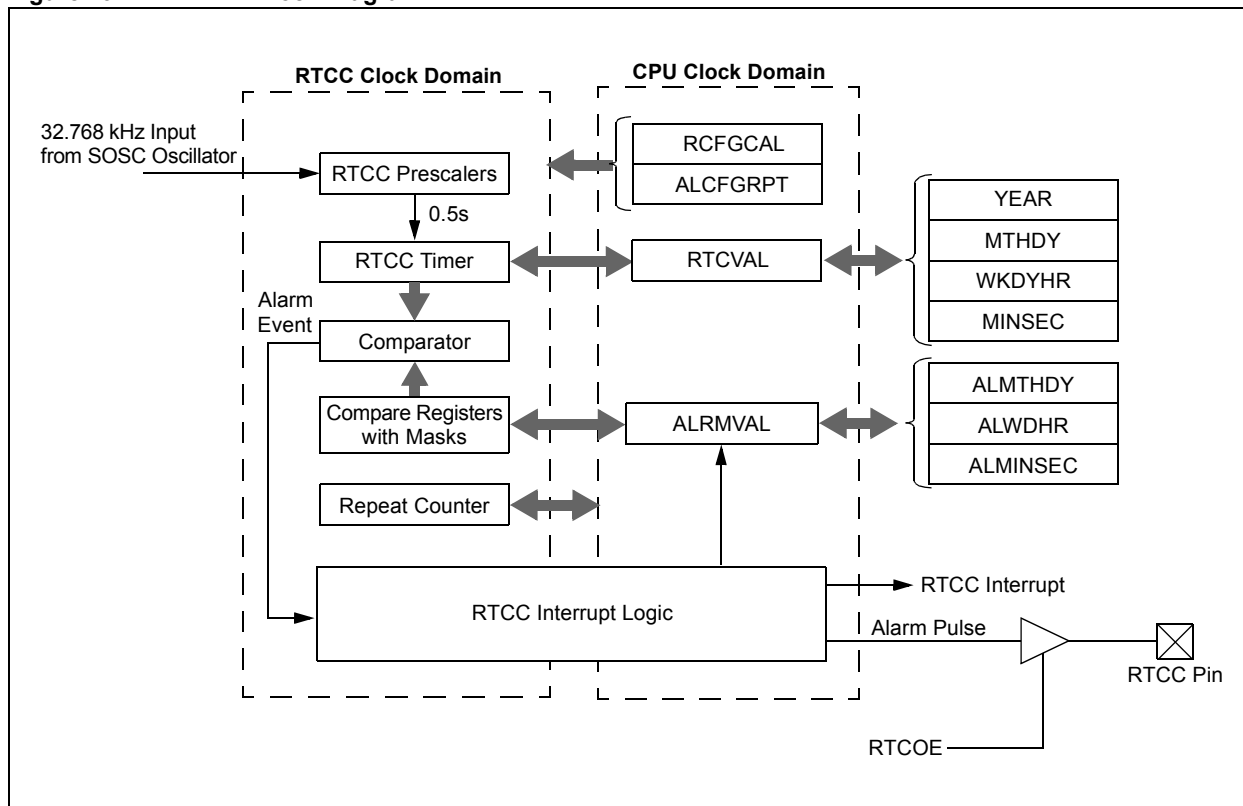 RTCC Clock Domain
CPU Clock Domain
32.768 kHz Input
from SOSC Oscillator
RTCC Prescalers
0.5s
RTCC Timer
Alarm
Event
Comparator
Compare Registers
with Masks
Repeat Counter
RCFGCAL
ALCFGRPT
RTCVAL
ALRMVAL
YEAR
MTHDY
WKDYHR
MINSEC
ALMTHDY
ALWDHR
ALMINSEC
RTCC Interrupt Logic
RTCC Interrupt
Alarm Pulse
RTCC Pin
RTCOE